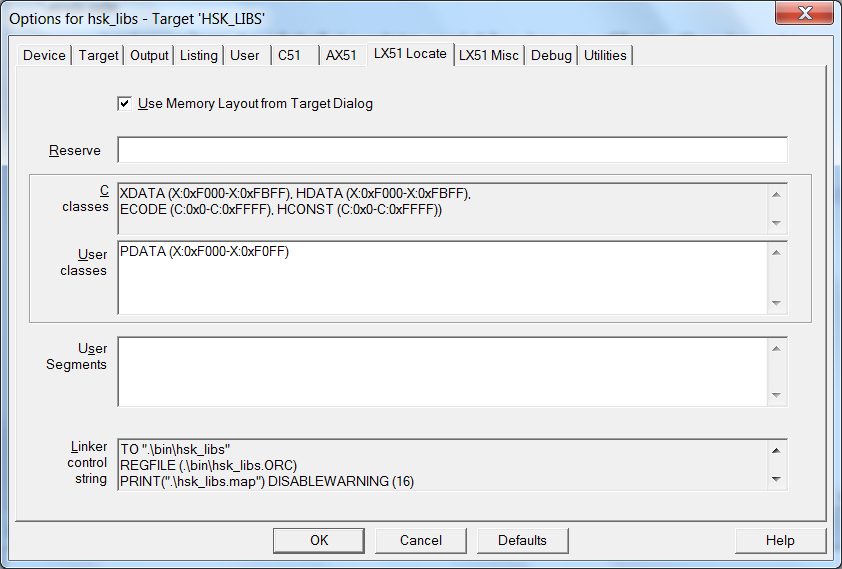 Options for hsk_libs - Target 'HSK_LIBS'
Device Target Output Listing User C51 AX51 LX51 Locate LX51 Misc Debug Utilities
Use Memory Layout from Target Dialog
Reserve
C classes
XDATA (X:0xF000-X:0xFBFF), HDATA (X:0xF000-X:0xFBFF),
ECODE (C:0x0-C:0xFFFF), HCONST (C:0x0-C:0xFFFF))
User classes
PDATA (X:0xF000-X:0xF0FF)
User Segments
Linker control string
TO ".\bin\hsk_libs"
REGFILE (.\bin\hsk_libs.ORC)
PRINT(".\hsk_libs.map") DISABLEWARNING (16)
OK Cancel Defaults Help